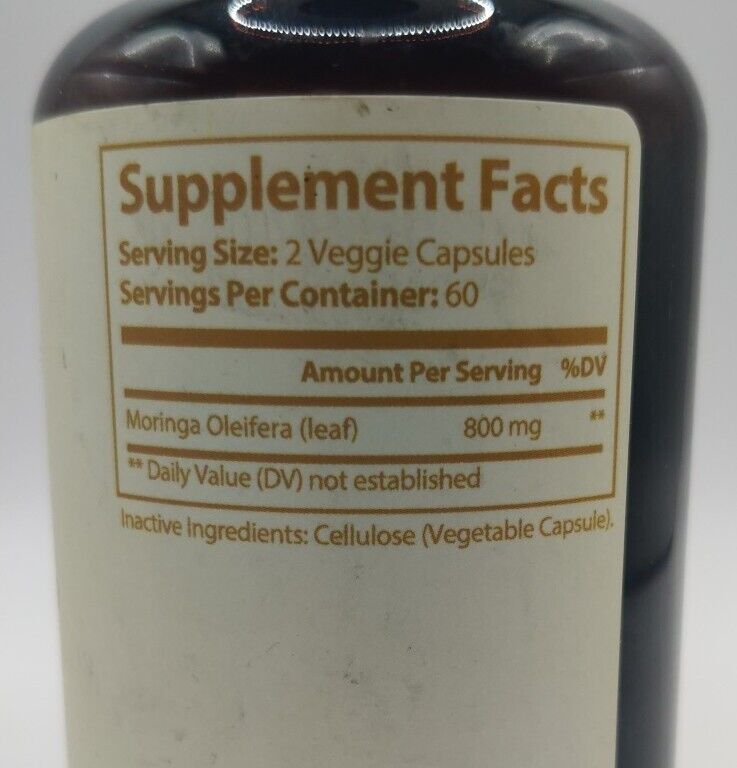 Supplement Facts
Serving Size: 2 Veggie Capsules
Servings Per Container: 60
Amount Per Serving %DV
Moringa Oleifera (leaf) 800 mg **
** Daily Value (DV) not established
Inactive Ingredients: Cellulose (Vegetable Capsule).